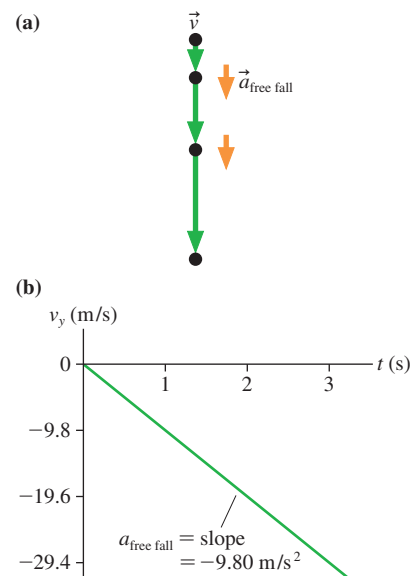 (a)
v⃗
a⃗free fall
(b)
vy (m/s)
t (s)
0
1
2
3
−9.8
−19.6
−29.4
afree fall = slope
= −9.80 m/s²